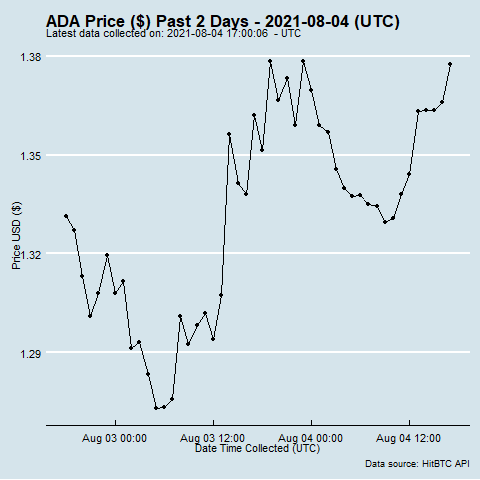 ADA Price ($) Past 2 Days - 2021-08-04 (UTC)
Latest data collected on: 2021-08-04 17:00:06  - UTC
1.38
1.35
1.32
1.29
Price USD ($)
Aug 03 00:00
Aug 03 12:00
Aug 04 00:00
Aug 04 12:00
Date Time Collected (UTC)
Data source: HitBTC API